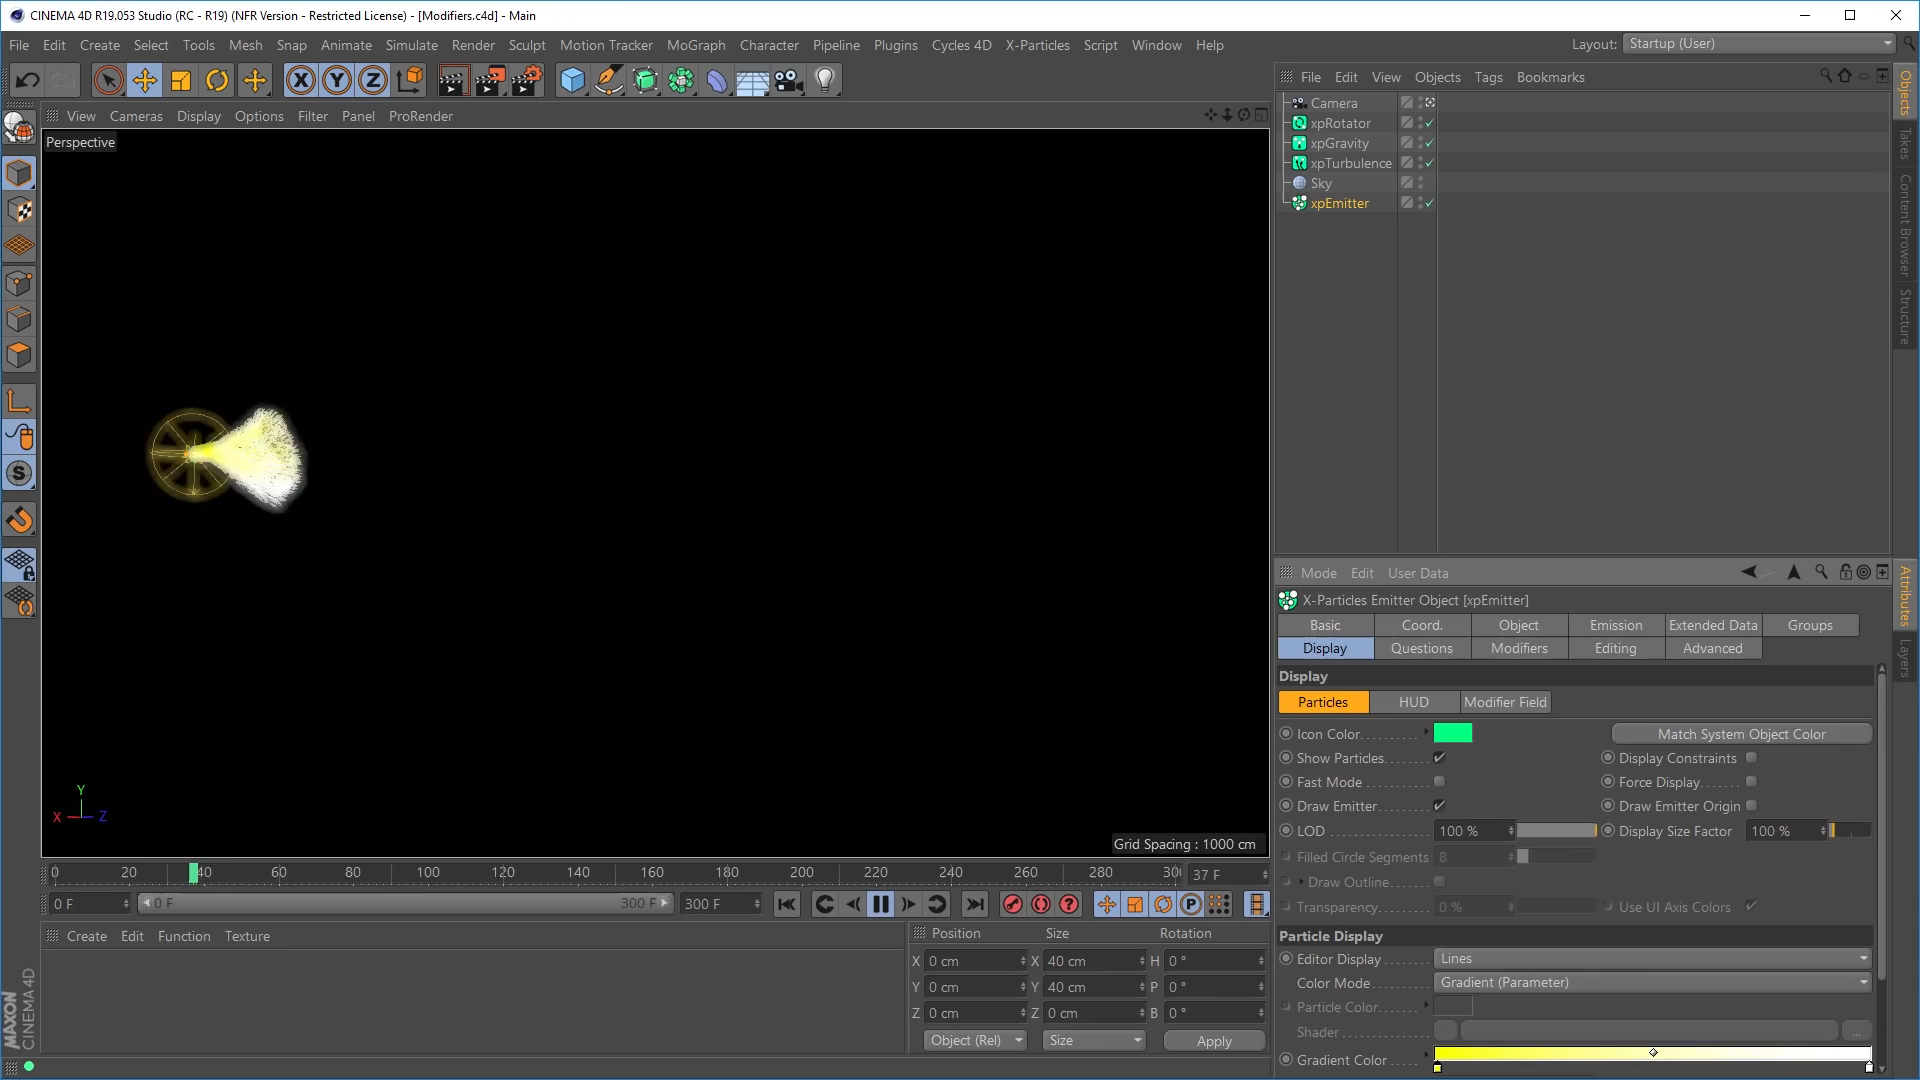 CINEMA 4D R19.053 Studio (RC - R19) (NFR Version - Restricted License) - [Modifiers.c4d] - Main
File Edit Create Select Tools Mesh Snap Animate Simulate Render Sculpt Motion Tracker MoGraph Character Pipeline Plugins Cycles 4D X-Particles Script Window Help
Layout: Startup (User)
X Y Z
File Edit View Objects Tags Bookmarks
View Cameras Display Options Filter Panel ProRender
Perspective
Camera
xpRotator
xpGravity
xpTurbulence
Sky
xpEmitter
Objects
Takes
Content Browser
Structure
Mode Edit User Data
Attributes
Layers
X-Particles Emitter Object [xpEmitter]
Basic Coord. Object Emission Extended Data Groups
Display Questions Modifiers Editing Advanced
Display
Particles HUD Modifier Field
Icon Color......... Match System Object Color
Show Particles....... Display Constraints
Fast Mode ......... Force Display.......
Draw Emitter....... Draw Emitter Origin
LOD .............. 100 % Display Size Factor 100 %
Filled Circle Segments 8
Draw Outline.......
Transparency....... 0 % Use UI Axis Colors
Particle Display
Editor Display....... Lines
Color Mode......... Gradient (Parameter)
Particle Color.......
Shader ............ ...
Gradient Color .....
Y
X Z
Grid Spacing : 1000 cm
0 20 40 60 80 100 120 140 160 180 200 220 240 260 280 30 37 F
0 F 0 F 300 F 300 F
P
Create Edit Function Texture
Position Size Rotation
X 0 cm X 40 cm H 0 °
Y 0 cm Y 40 cm P 0 °
Z 0 cm Z 0 cm B 0 °
Object (Rel) Size Apply
MAXON
CINEMA 4D
S